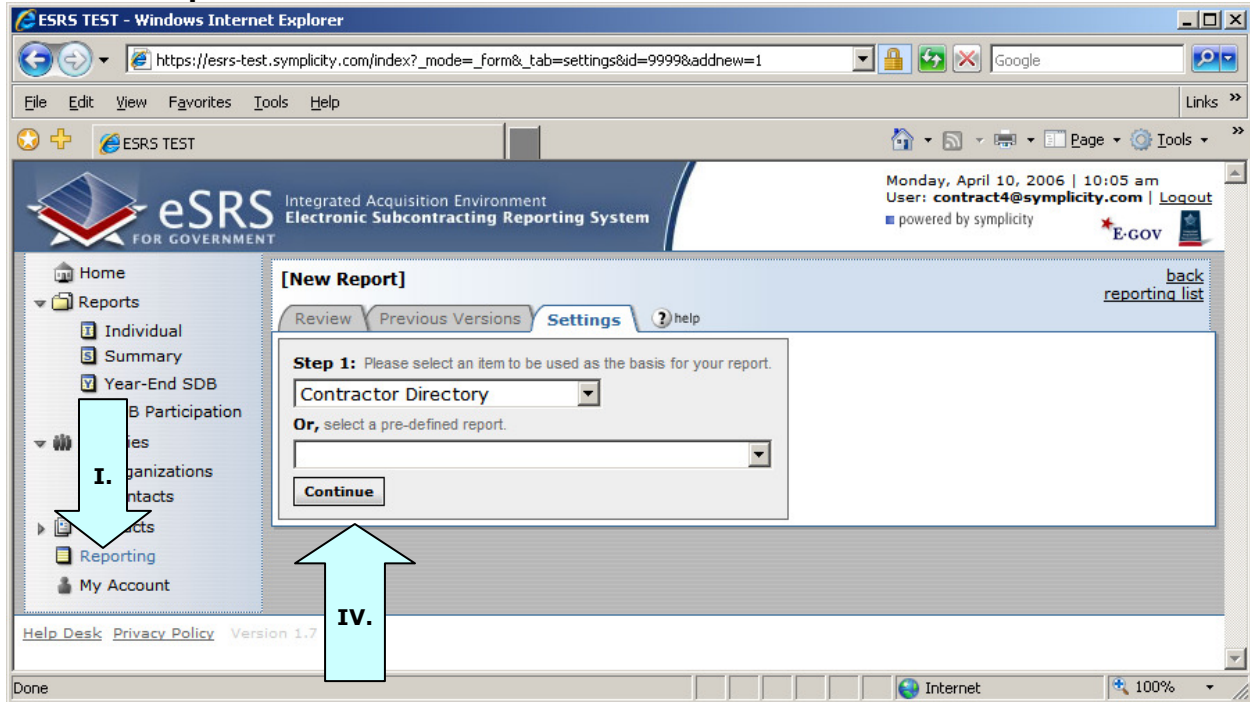 ESRS TEST - Windows Internet Explorer
https://esrs-test.symplicity.com/index?_mode=_form&_tab=settings&id=9999&addnew=1
Google
File Edit View Favorites Tools Help
Links »
ESRS TEST
Page Tools »
eSRS
FOR GOVERNMENT
Integrated Acquisition Environment
Electronic Subcontracting Reporting System
Monday, April 10, 2006 | 10:05 am
User: contract4@symplicity.com | Logout
powered by symplicity
E-GOV
Home
Reports
Individual
Summary
Year-End SDB
B Participation
ies
ganizations
ntacts
cts
Reporting
My Account
I.
[New Report]
back
reporting list
Review Previous Versions Settings ? help
Step 1: Please select an item to be used as the basis for your report.
Contractor Directory
Or, select a pre-defined report.
Continue
IV.
Help Desk Privacy Policy Version 1.7
Done
Internet
100%